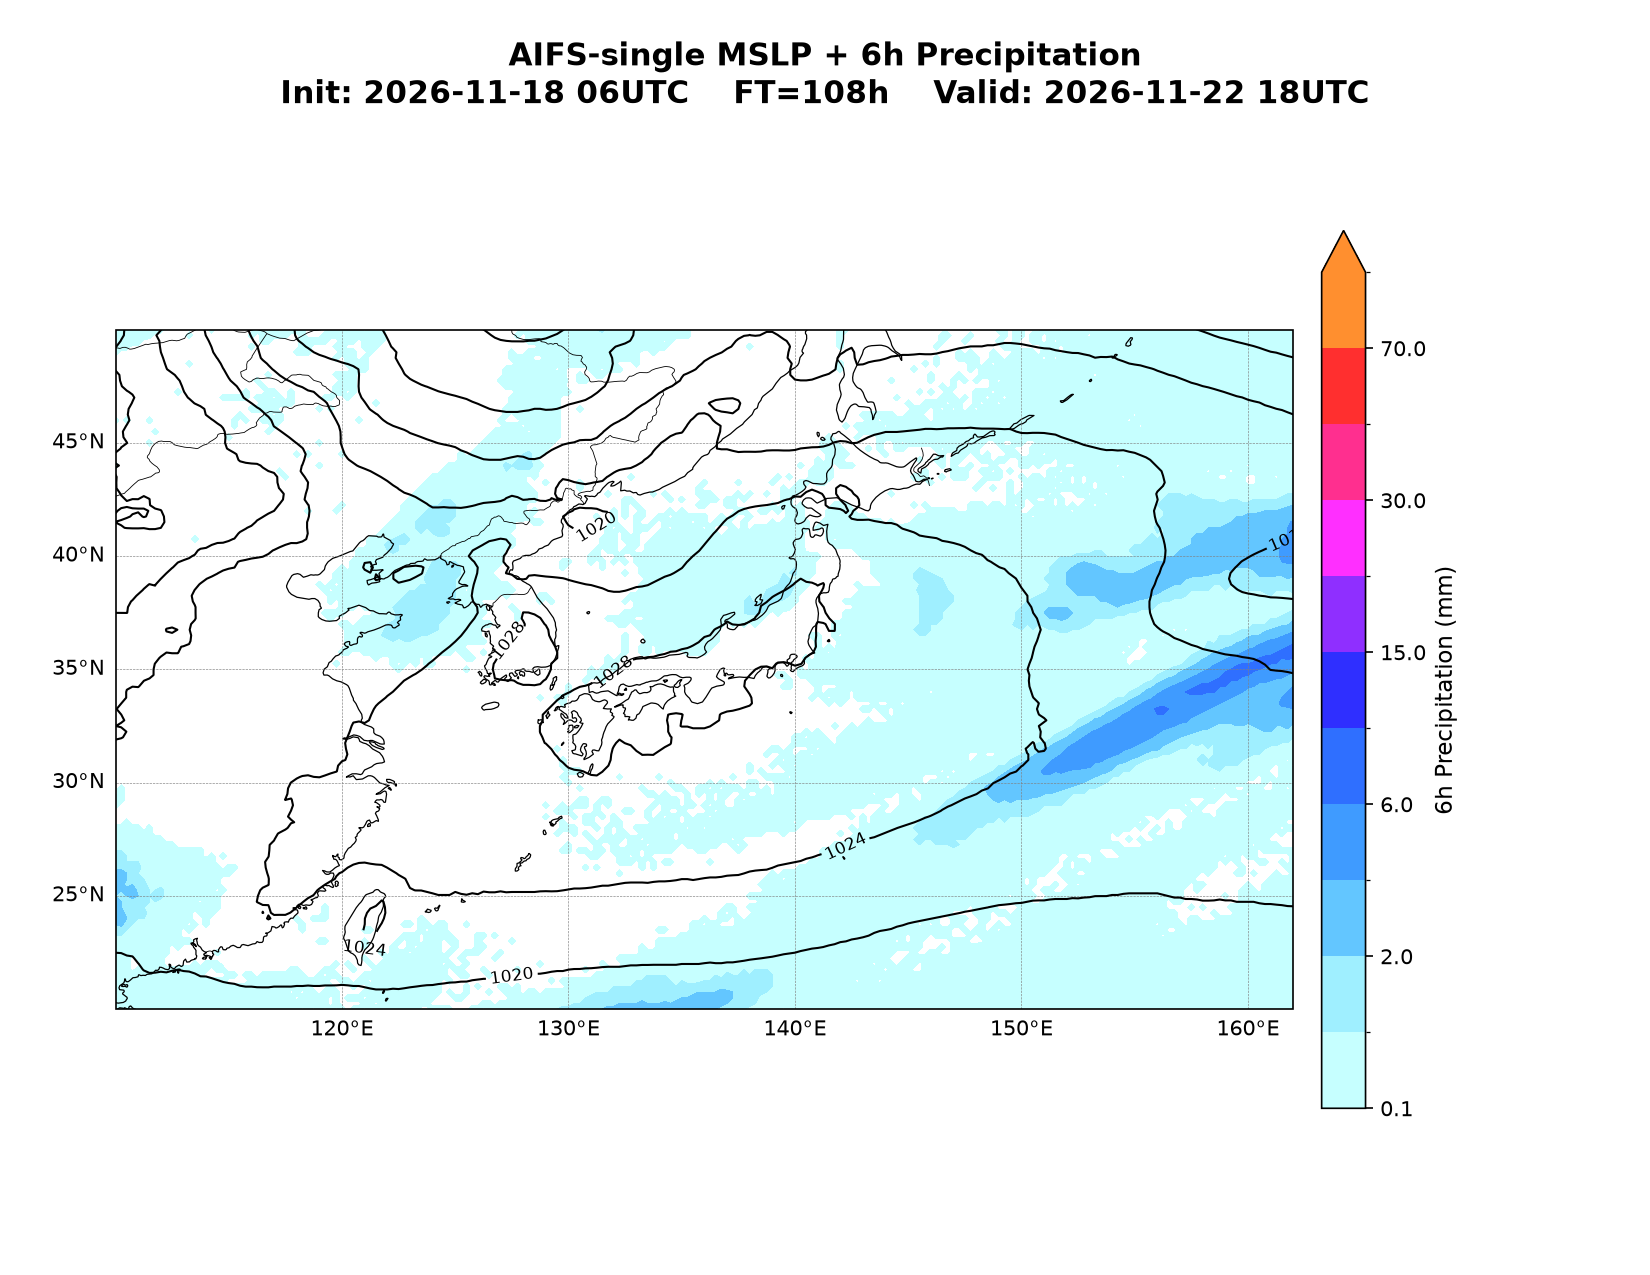 AIFS-single MSLP + 6h Precipitation
Init: 2026-11-18 06UTC    FT=108h    Valid: 2026-11-22 18UTC
70.0
30.0
15.0
6.0
2.0
0.1
6h Precipitation (mm)
45°N
40°N
35°N
30°N
25°N
1020
1028
1028
1024
1024
1020
120°E
130°E
140°E
150°E
160°E